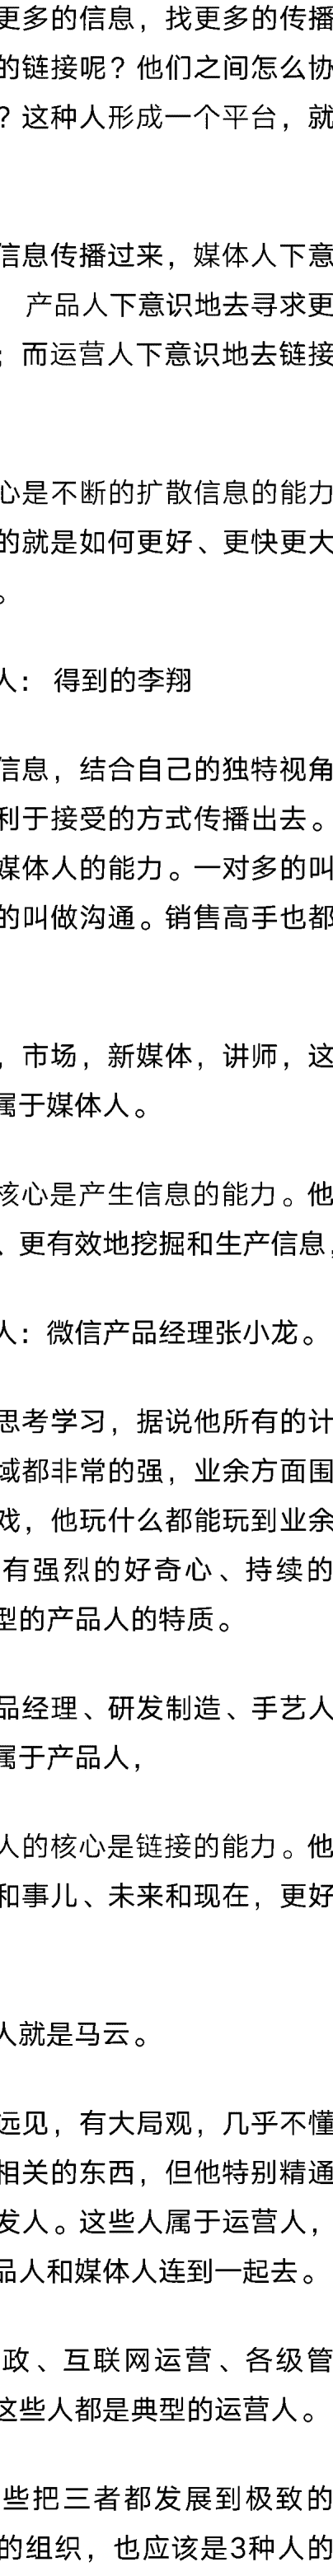 更多的信息，找更多的传播
的链接呢？他们之间怎么协
？这种人形成一个平台，就
信息传播过来，媒体人下意
产品人下意识地去寻求更
；而运营人下意识地去链接
心是不断的扩散信息的能力
的就是如何更好、更快更大
。
人： 得到的李翔
信息，结合自己的独特视角
利于接受的方式传播出去。
媒体人的能力。一对多的叫
的叫做沟通。销售高手也都
，市场，新媒体，讲师，这
属于媒体人。
核心是产生信息的能力。他
、更有效地挖掘和生产信息，
人：微信产品经理张小龙。
思考学习，据说他所有的计
域都非常的强，业余方面围
戏，他玩什么都能玩到业余
有强烈的好奇心、持续的
型的产品人的特质。
品经理、研发制造、手艺人
属于产品人，
人的核心是链接的能力。他
和事儿、未来和现在，更好
人就是马云。
远见，有大局观，几乎不懂
相关的东西，但他特别精通
发人。这些人属于运营人，
品人和媒体人连到一起去。
政、互联网运营、各级管
这些人都是典型的运营人。
些把三者都发展到极致的
的组织，也应该是3种人的